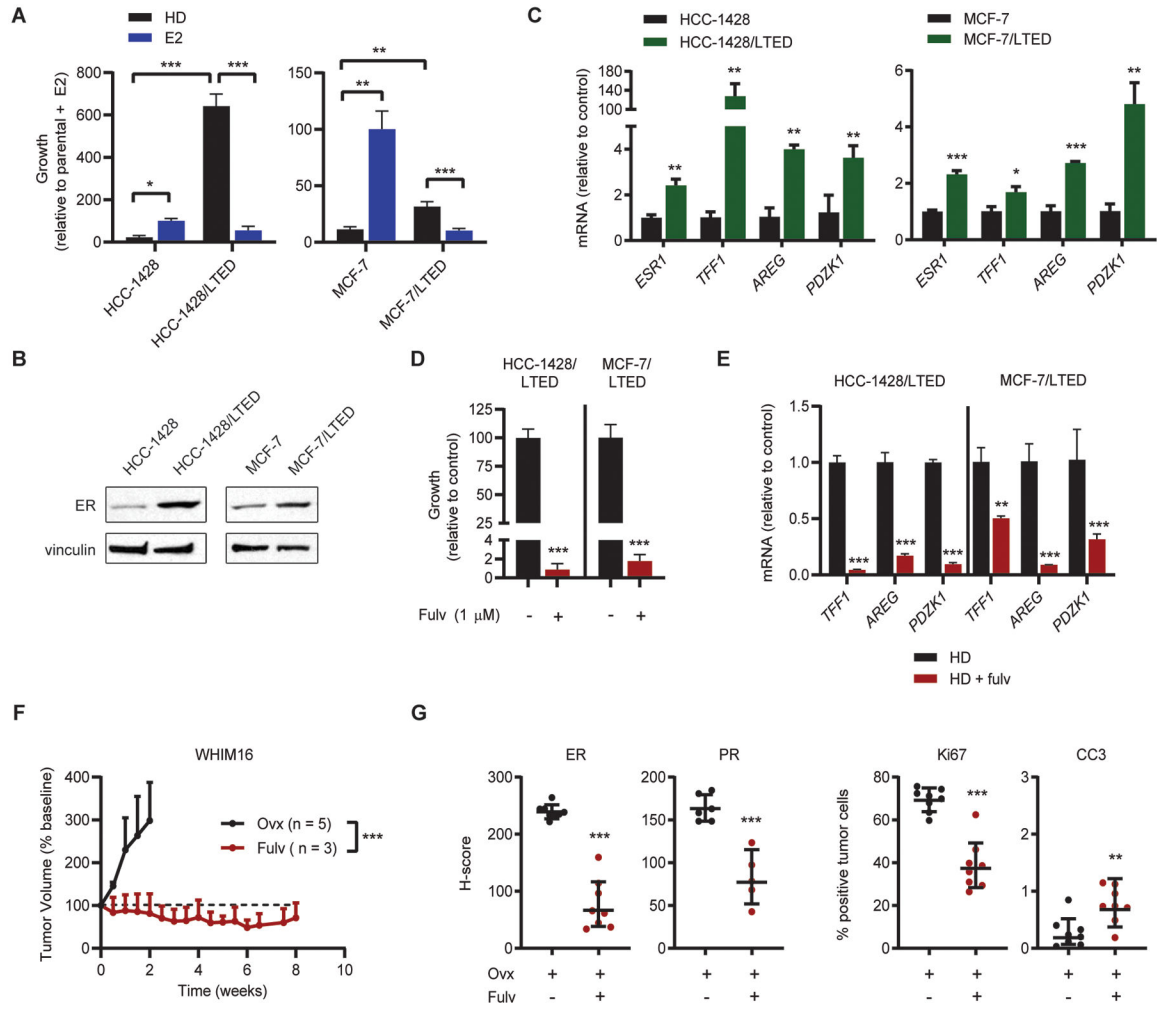 A
HD
E2
Growth
(relative to parental + E2)
800
600
400
200
0
***
***
*
HCC-1428
HCC-1428/LTED
150
100
50
0
**
**
***
MCF-7
MCF-7/LTED
C
HCC-1428
HCC-1428/LTED
mRNA (relative to control)
180
140
100
6
4
2
0
**
**
**
**
ESR1
TFF1
AREG
PDZK1
MCF-7
MCF-7/LTED
6
4
2
0
***
*
***
**
ESR1
TFF1
AREG
PDZK1
B
HCC-1428
HCC-1428/LTED
MCF-7
MCF-7/LTED
ER
vinculin
D
HCC-1428/
LTED
MCF-7/
LTED
Growth
(relative to control)
125
100
75
50
25
4
2
0
***
***
Fulv (1 μM)
- + - +
E
HCC-1428/LTED
MCF-7/LTED
mRNA (relative to control)
1.5
1.0
0.5
0.0
***
***
***
**
***
***
TFF1
AREG
PDZK1
TFF1
AREG
PDZK1
HD
HD + fulv
F
WHIM16
Tumor Volume (% baseline)
400
300
200
100
0
Ovx (n = 5)
Fulv ( n = 3)
***
0 2 4 6 8 10
Time (weeks)
G
ER
H-score
300
200
100
0
***
PR
200
150
100
50
0
***
Ovx + + + +
Fulv - + - +
Ki67
% positive tumor cells
80
60
40
20
0
***
CC3
3
2
1
0
**
+ + + +
- + - +